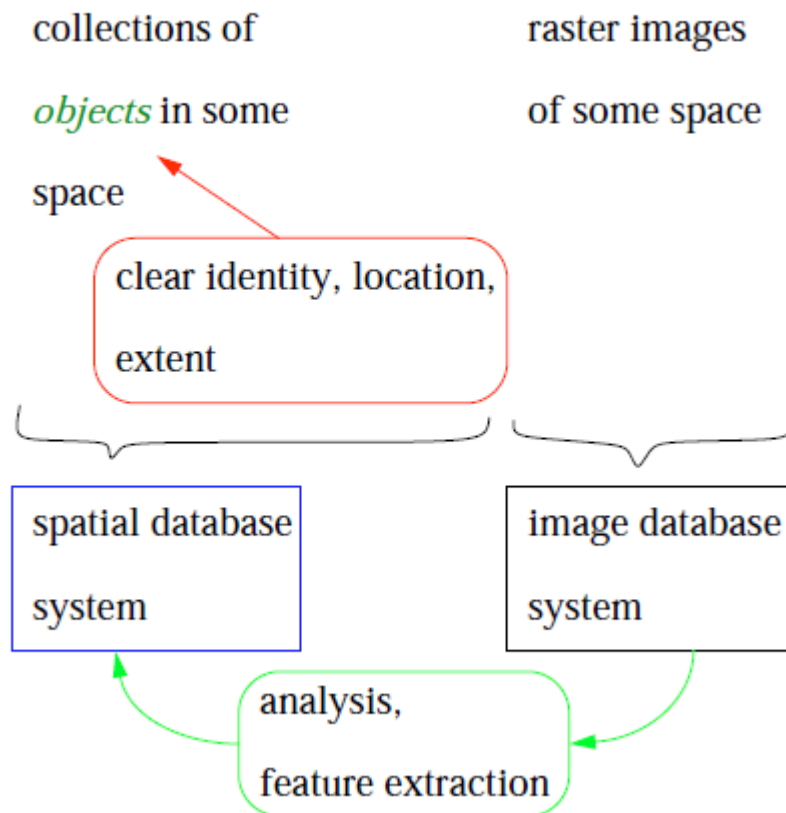 collections of
objects in some
space
raster images
of some space
clear identity, location,
extent
spatial database
system
image database
system
analysis,
feature extraction